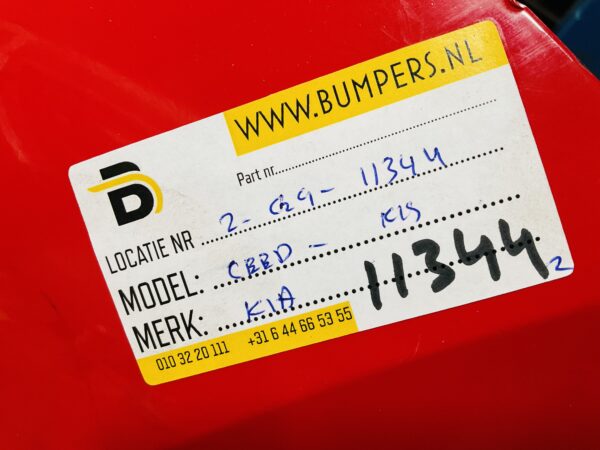 WWW.BUMPERS.NL
Part nr.
B
LOCATIE NR 2- G29- 11344
MODEL: CEED -
MERK: KIA 11344 2
010 32 20 111 +31 6 44 66 53 55